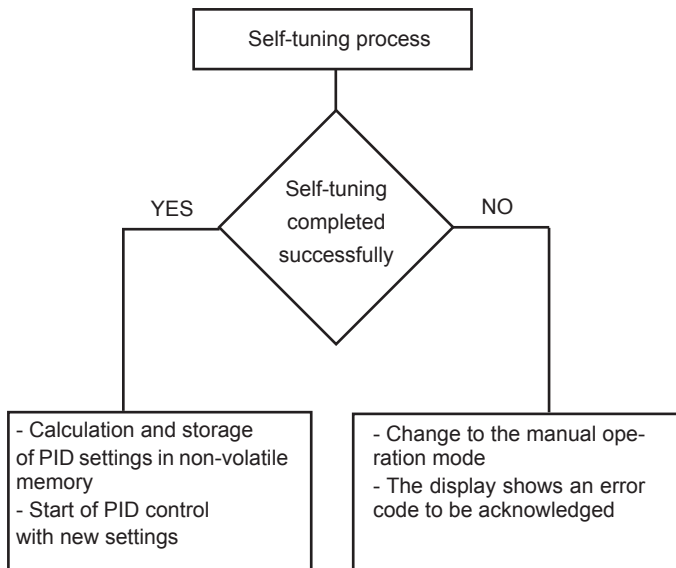 Self-tuning process
Self-tuning
completed
successfully
YES
NO
- Calculation and storage
of PID settings in non-volatile
memory
- Start of PID control
with new settings
- Change to the manual ope-
ration mode
- The display shows an error
code to be acknowledged